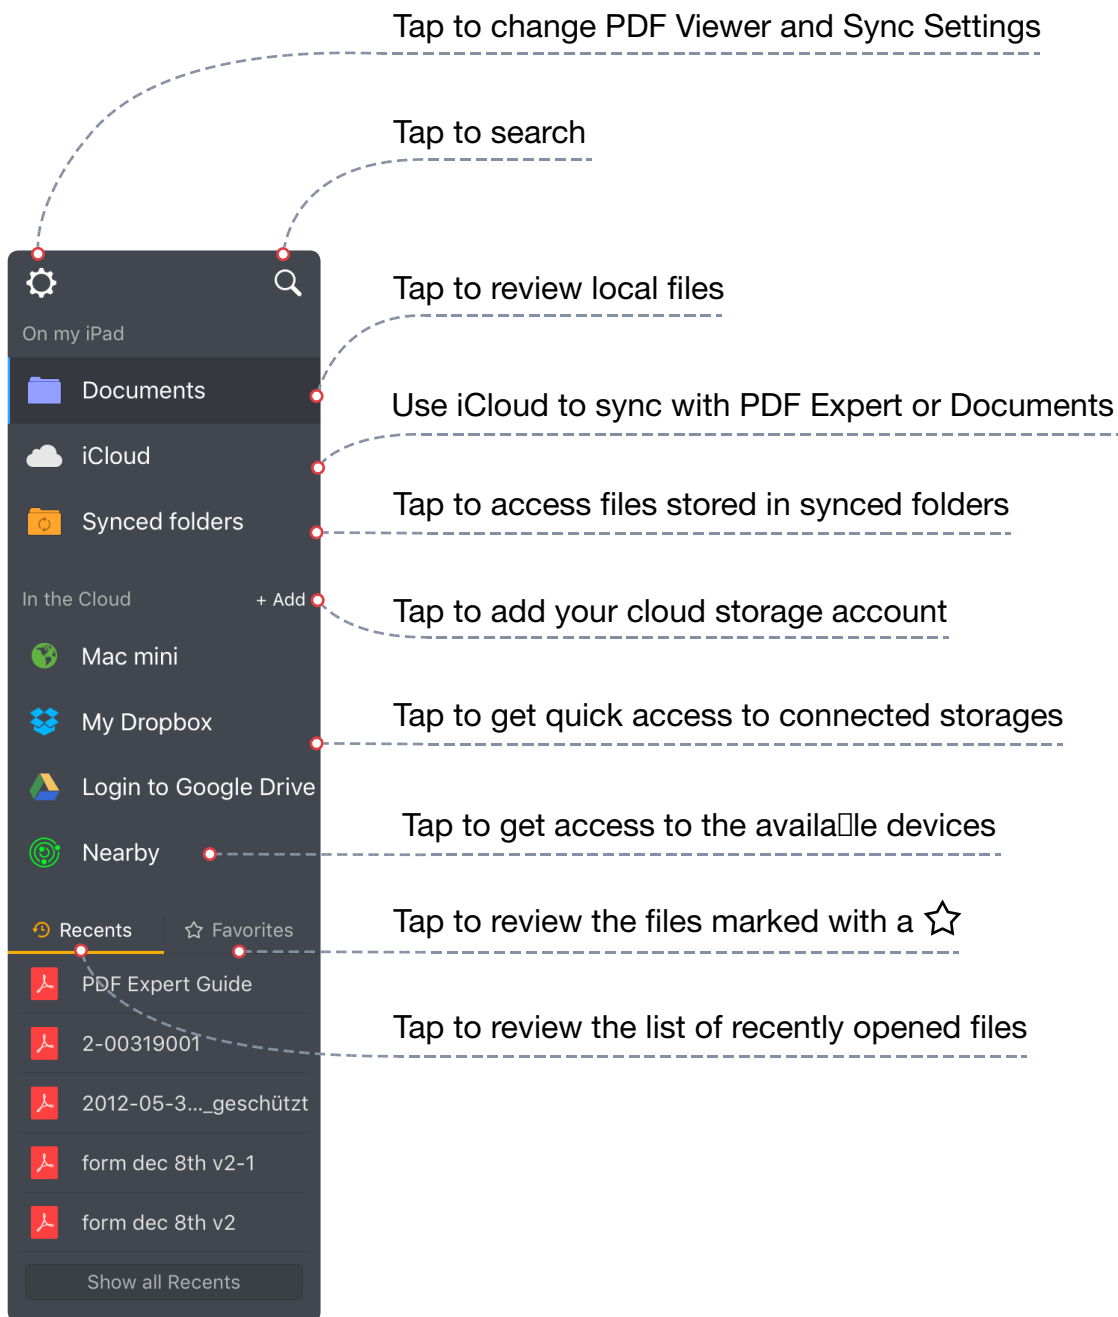 Tap to change PDF Viewer and Sync Settings
Tap to search
Tap to review local files
On my iPad
Documents
Use iCloud to sync with PDF Expert or Documents
iCloud
Tap to access files stored in synced folders
Synced folders
In the Cloud + Add
Tap to add your cloud storage account
Mac mini
Tap to get quick access to connected storages
My Dropbox
Login to Google Drive
Tap to get access to the availa▯le devices
Nearby
Tap to review the files marked with a ☆
Recents ☆ Favorites
PDF Expert Guide
Tap to review the list of recently opened files
2-00319001
2012-05-3..._geschützt
form dec 8th v2-1
form dec 8th v2
Show all Recents